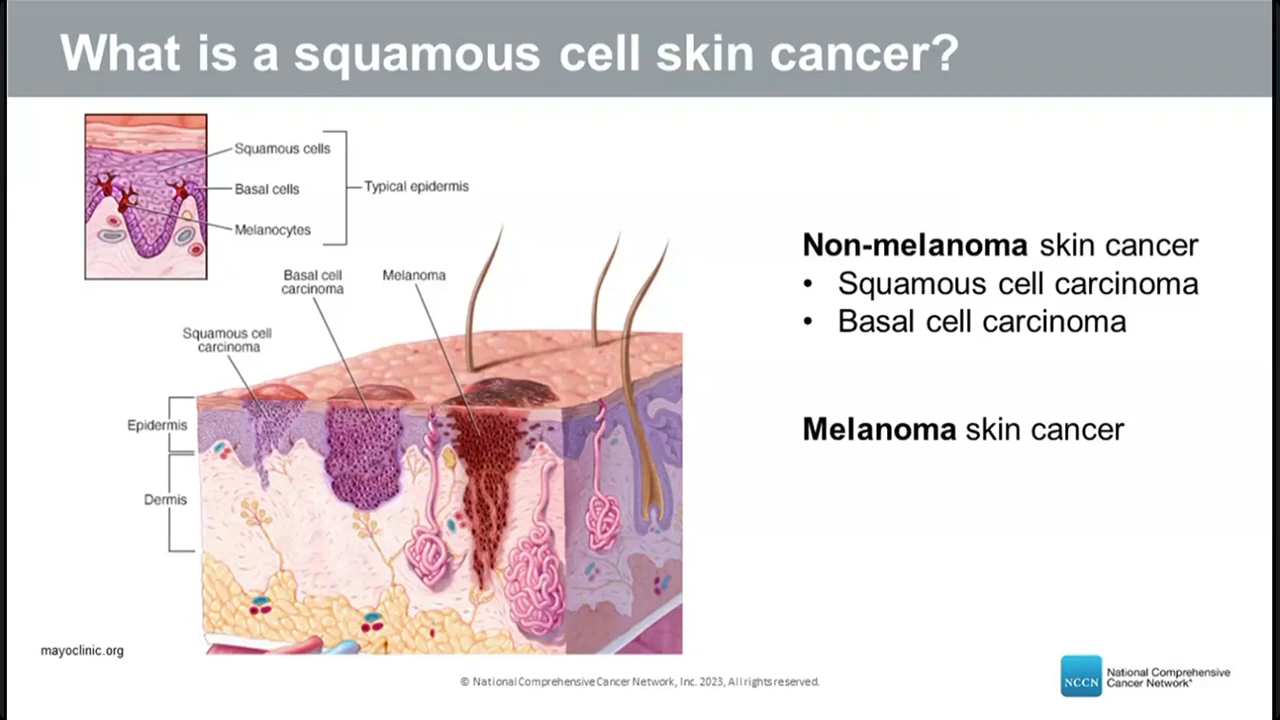 What is a squamous cell skin cancer?
Squamous cells
Basal cells
Melanocytes
Typical epidermis
Basal cell
carcinoma
Melanoma
Squamous cell
carcinoma
Epidermis
Dermis
Non-melanoma skin cancer
• Squamous cell carcinoma
• Basal cell carcinoma
Melanoma skin cancer
mayoclinic.org
© National Comprehensive Cancer Network, Inc. 2023, All rights reserved.
NCCN
National Comprehensive
Cancer Network®